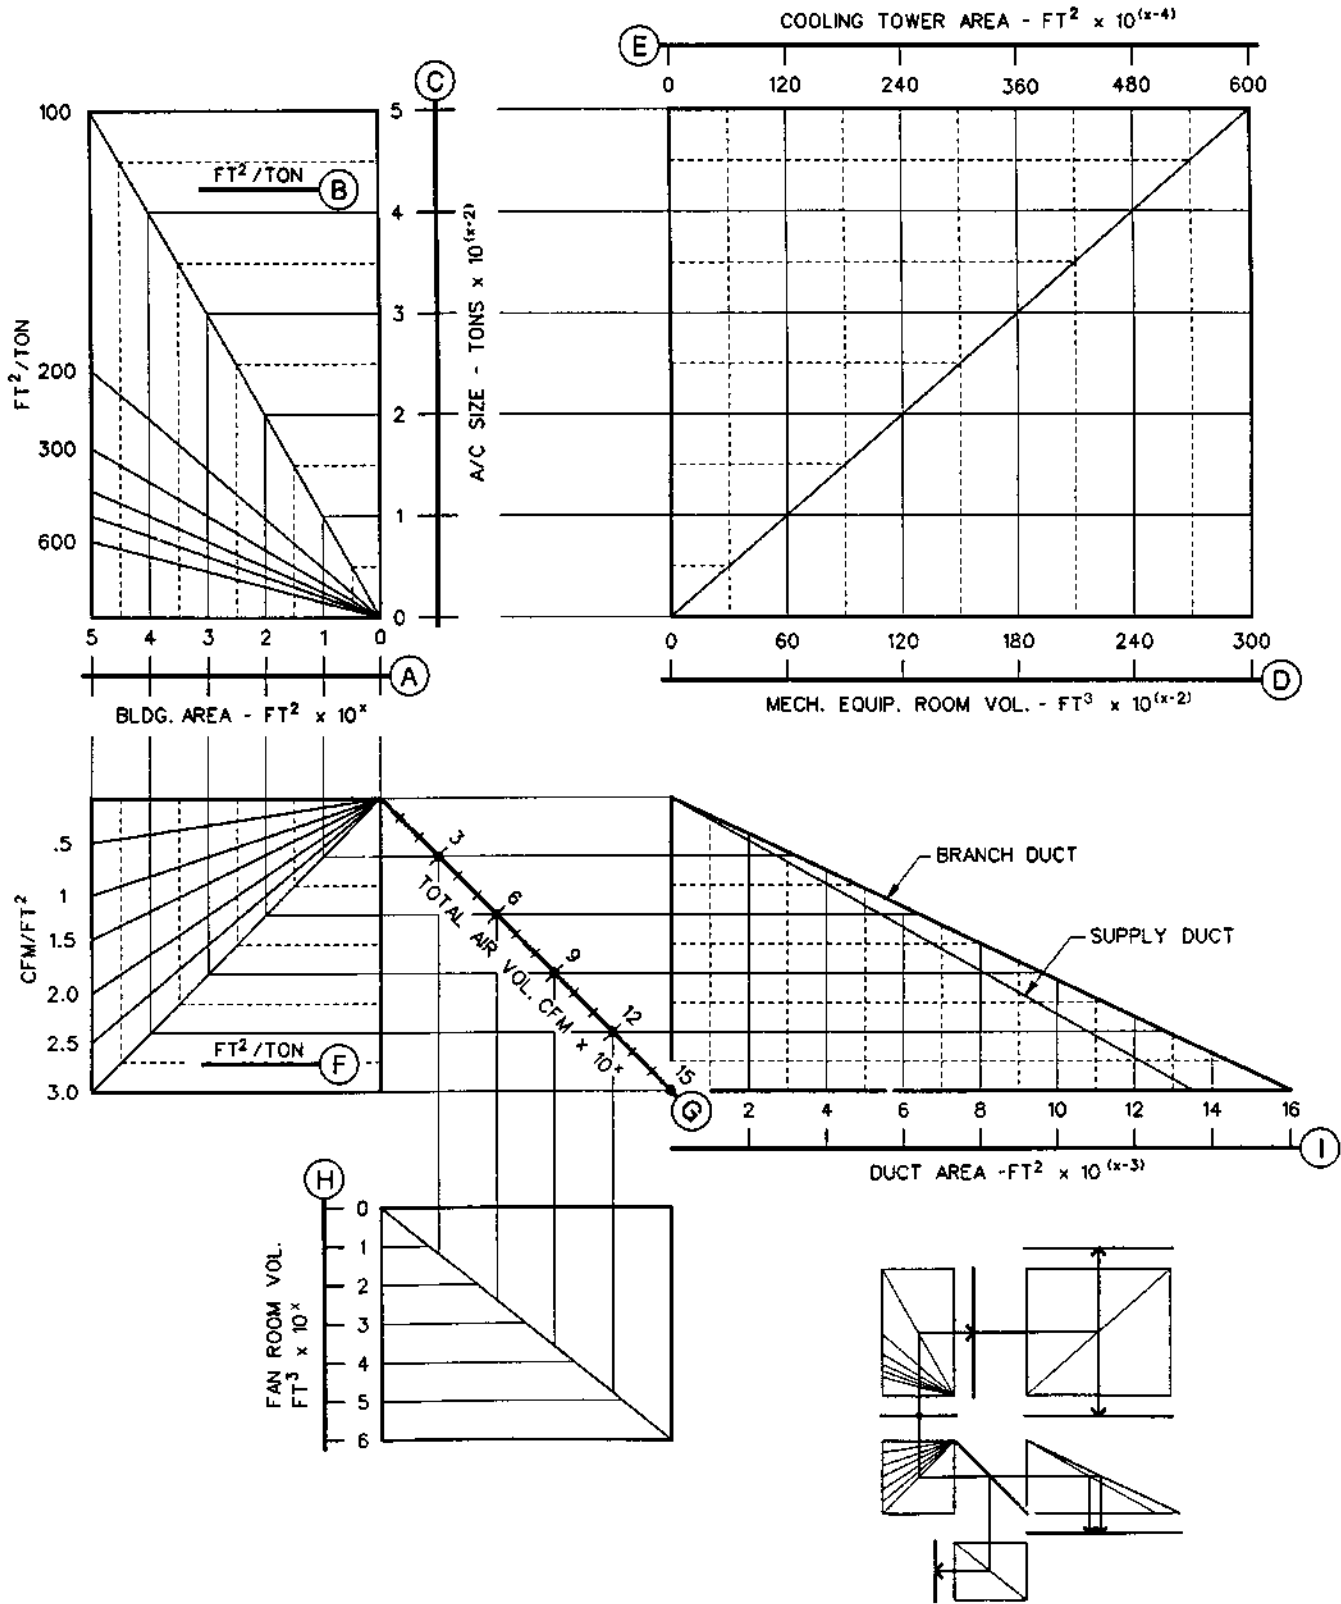 COOLING TOWER AREA - FT² x 10⁽ˣ⁻⁴⁾
E
0 120 240 360 480 600
C
100
5
FT²/TON
B
4
A/C SIZE - TONS x 10⁽ˣ⁻²⁾
3
FT²/TON
200
2
300
1
600
0
5 4 3 2 1 0
A
BLDG. AREA - FT² x 10ˣ
0 60 120 180 240 300
D
MECH. EQUIP. ROOM VOL. - FT³ x 10⁽ˣ⁻²⁾
CFM/FT²
.5
1
1.5
2.0
2.5
3.0
FT²/TON
F
3
6
9
12
15
TOTAL AIR VOL. CFM x 10ˣ
G
BRANCH DUCT
SUPPLY DUCT
2 4 6 8 10 12 14 16
I
DUCT AREA -FT² x 10⁽ˣ⁻³⁾
H
0
1
2
3
4
5
6
FAN ROOM VOL.
FT³ x 10ˣ